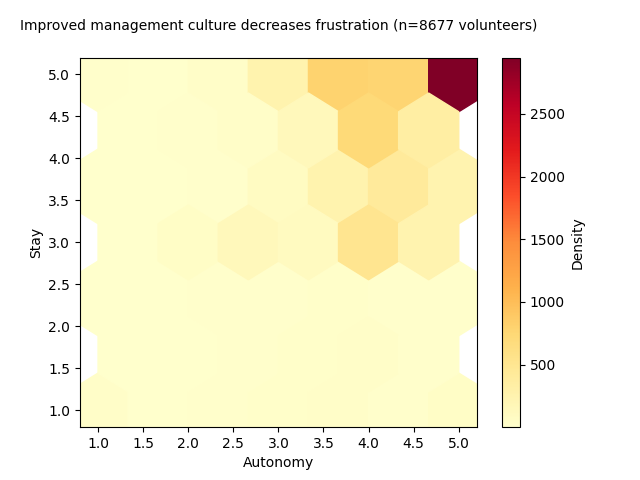 Improved management culture decreases frustration (n=8677 volunteers)
5.0
4.5
4.0
3.5
3.0
2.5
2.0
1.5
1.0
Stay
1.0 1.5 2.0 2.5 3.0 3.5 4.0 4.5 5.0
Autonomy
2500
2000
1500
1000
500
Density